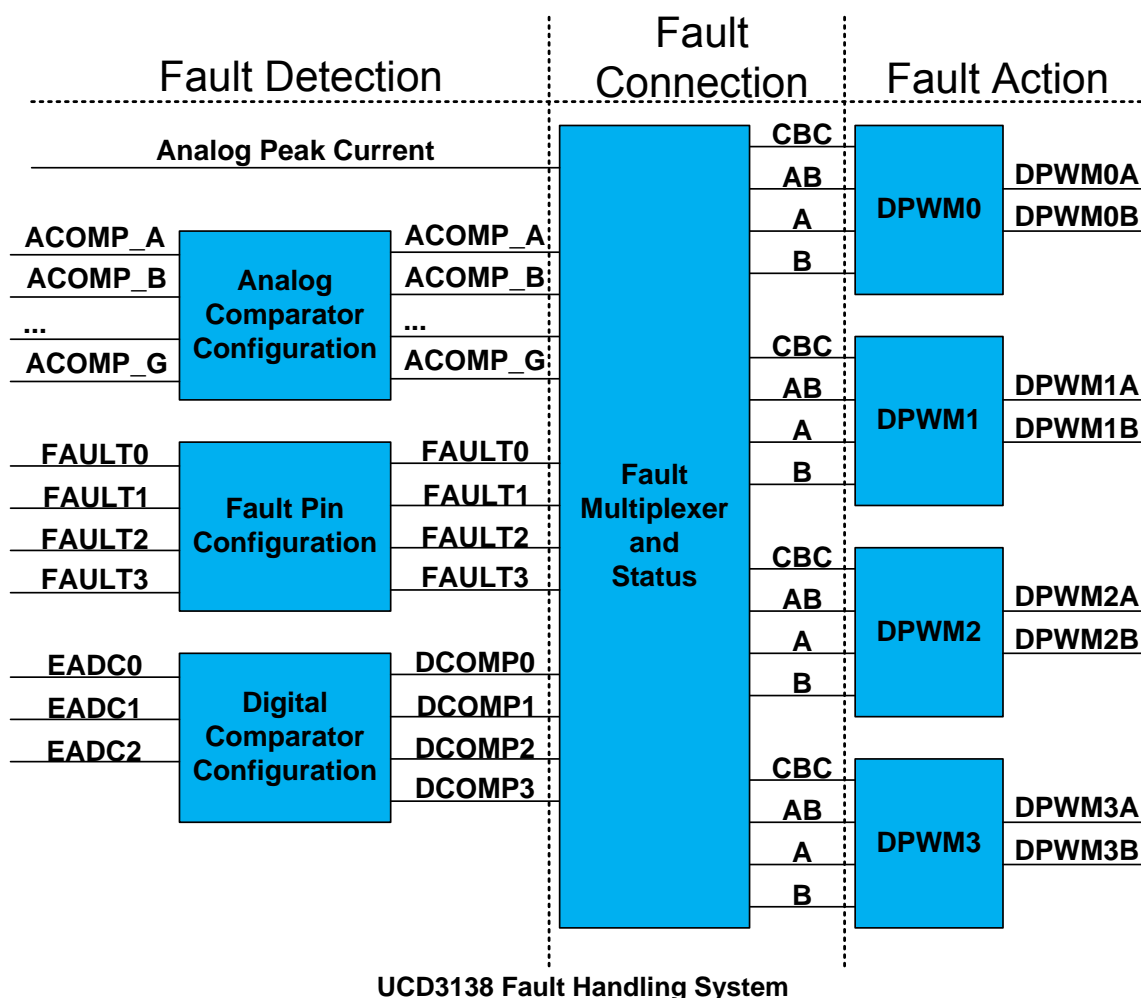 Fault Detection
Fault
Connection
Fault Action
Analog Peak Current
ACOMP_A
ACOMP_B
...
ACOMP_G
Analog
Comparator
Configuration
ACOMP_A
ACOMP_B
...
ACOMP_G
FAULT0
FAULT1
FAULT2
FAULT3
Fault Pin
Configuration
FAULT0
FAULT1
FAULT2
FAULT3
EADC0
EADC1
EADC2
Digital
Comparator
Configuration
DCOMP0
DCOMP1
DCOMP2
DCOMP3
Fault
Multiplexer
and
Status
CBC
AB
A
B
DPWM0
DPWM0A
DPWM0B
CBC
AB
A
B
DPWM1
DPWM1A
DPWM1B
CBC
AB
A
B
DPWM2
DPWM2A
DPWM2B
CBC
AB
A
B
DPWM3
DPWM3A
DPWM3B
UCD3138 Fault Handling System